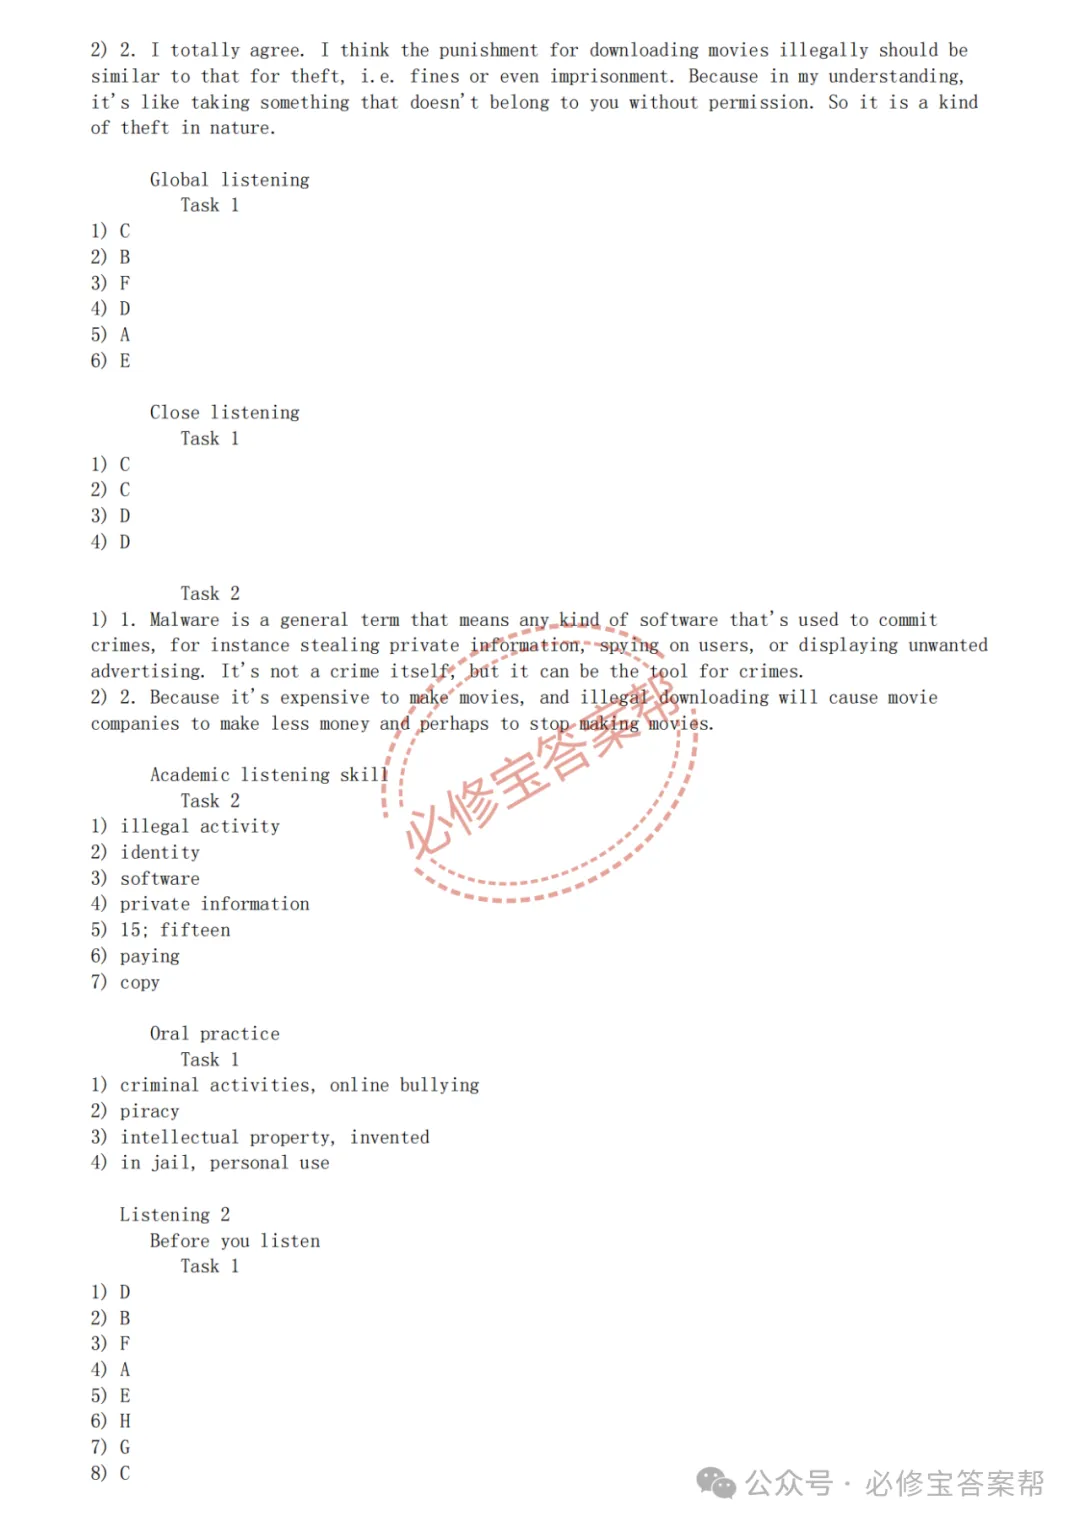 2) 2. I totally agree. I think the punishment for downloading movies illegally should be
similar to that for theft, i.e. fines or even imprisonment. Because in my understanding,
it's like taking something that doesn't belong to you without permission. So it is a kind
of theft in nature.
Global listening
Task 1
1) C
2) B
3) F
4) D
5) A
6) E
Close listening
Task 1
1) C
2) C
3) D
4) D
Task 2
1) 1. Malware is a general term that means any kind of software that's used to commit
crimes, for instance stealing private information, spying on users, or displaying unwanted
advertising. It's not a crime itself, but it can be the tool for crimes.
2) 2. Because it's expensive to make movies, and illegal downloading will cause movie
companies to make less money and perhaps to stop making movies.
必修宝答案帮
Academic listening skill
Task 2
1) illegal activity
2) identity
3) software
4) private information
5) 15; fifteen
6) paying
7) copy
Oral practice
Task 1
1) criminal activities, online bullying
2) piracy
3) intellectual property, invented
4) in jail, personal use
Listening 2
Before you listen
Task 1
1) D
2) B
3) F
4) A
5) E
6) H
7) G
8) C
公众号 · 必修宝答案帮